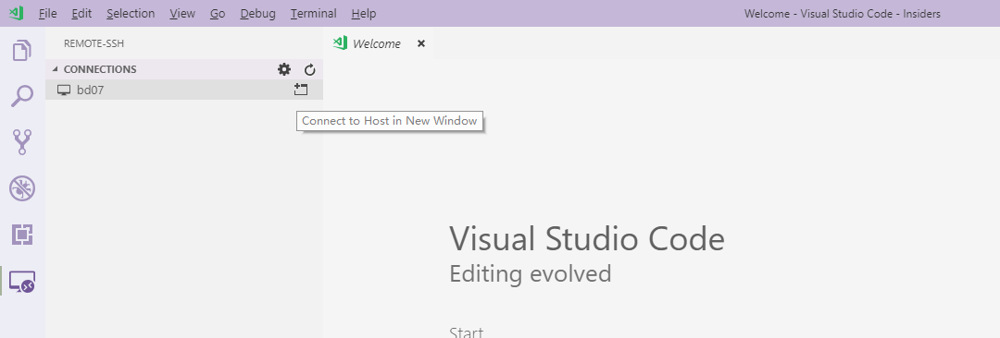 File Edit Selection View Go Debug Terminal Help Welcome - Visual Studio Code - Insiders
REMOTE-SSH
Welcome
CONNECTIONS
bd07
Connect to Host in New Window
Visual Studio Code
Editing evolved
Start